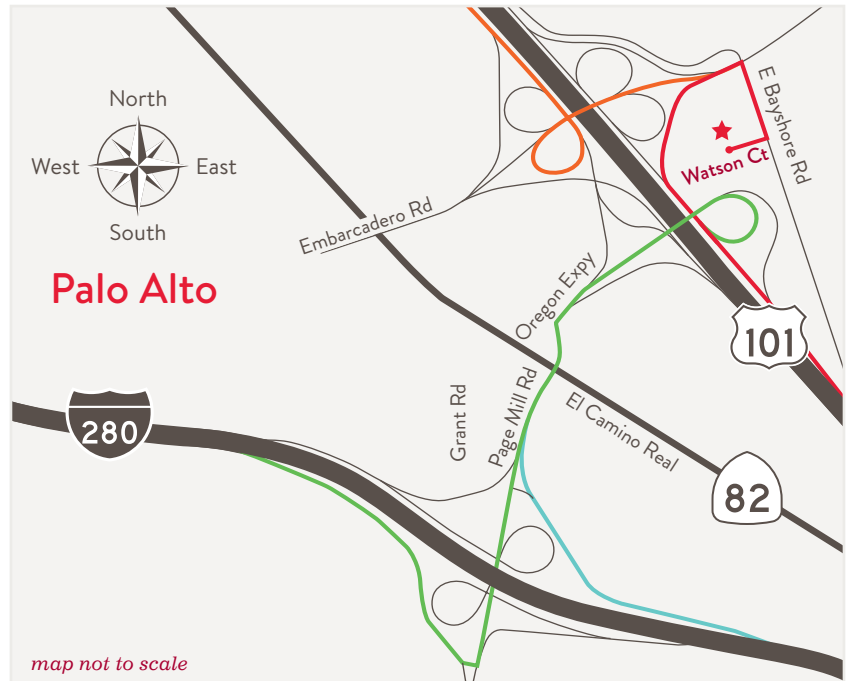 North
West
East
South
Palo Alto
Embarcadero Rd
E Bayshore Rd
Watson Ct
Oregon Expy
101
Page Mill Rd
Grant Rd
El Camino Real
280
82
map not to scale